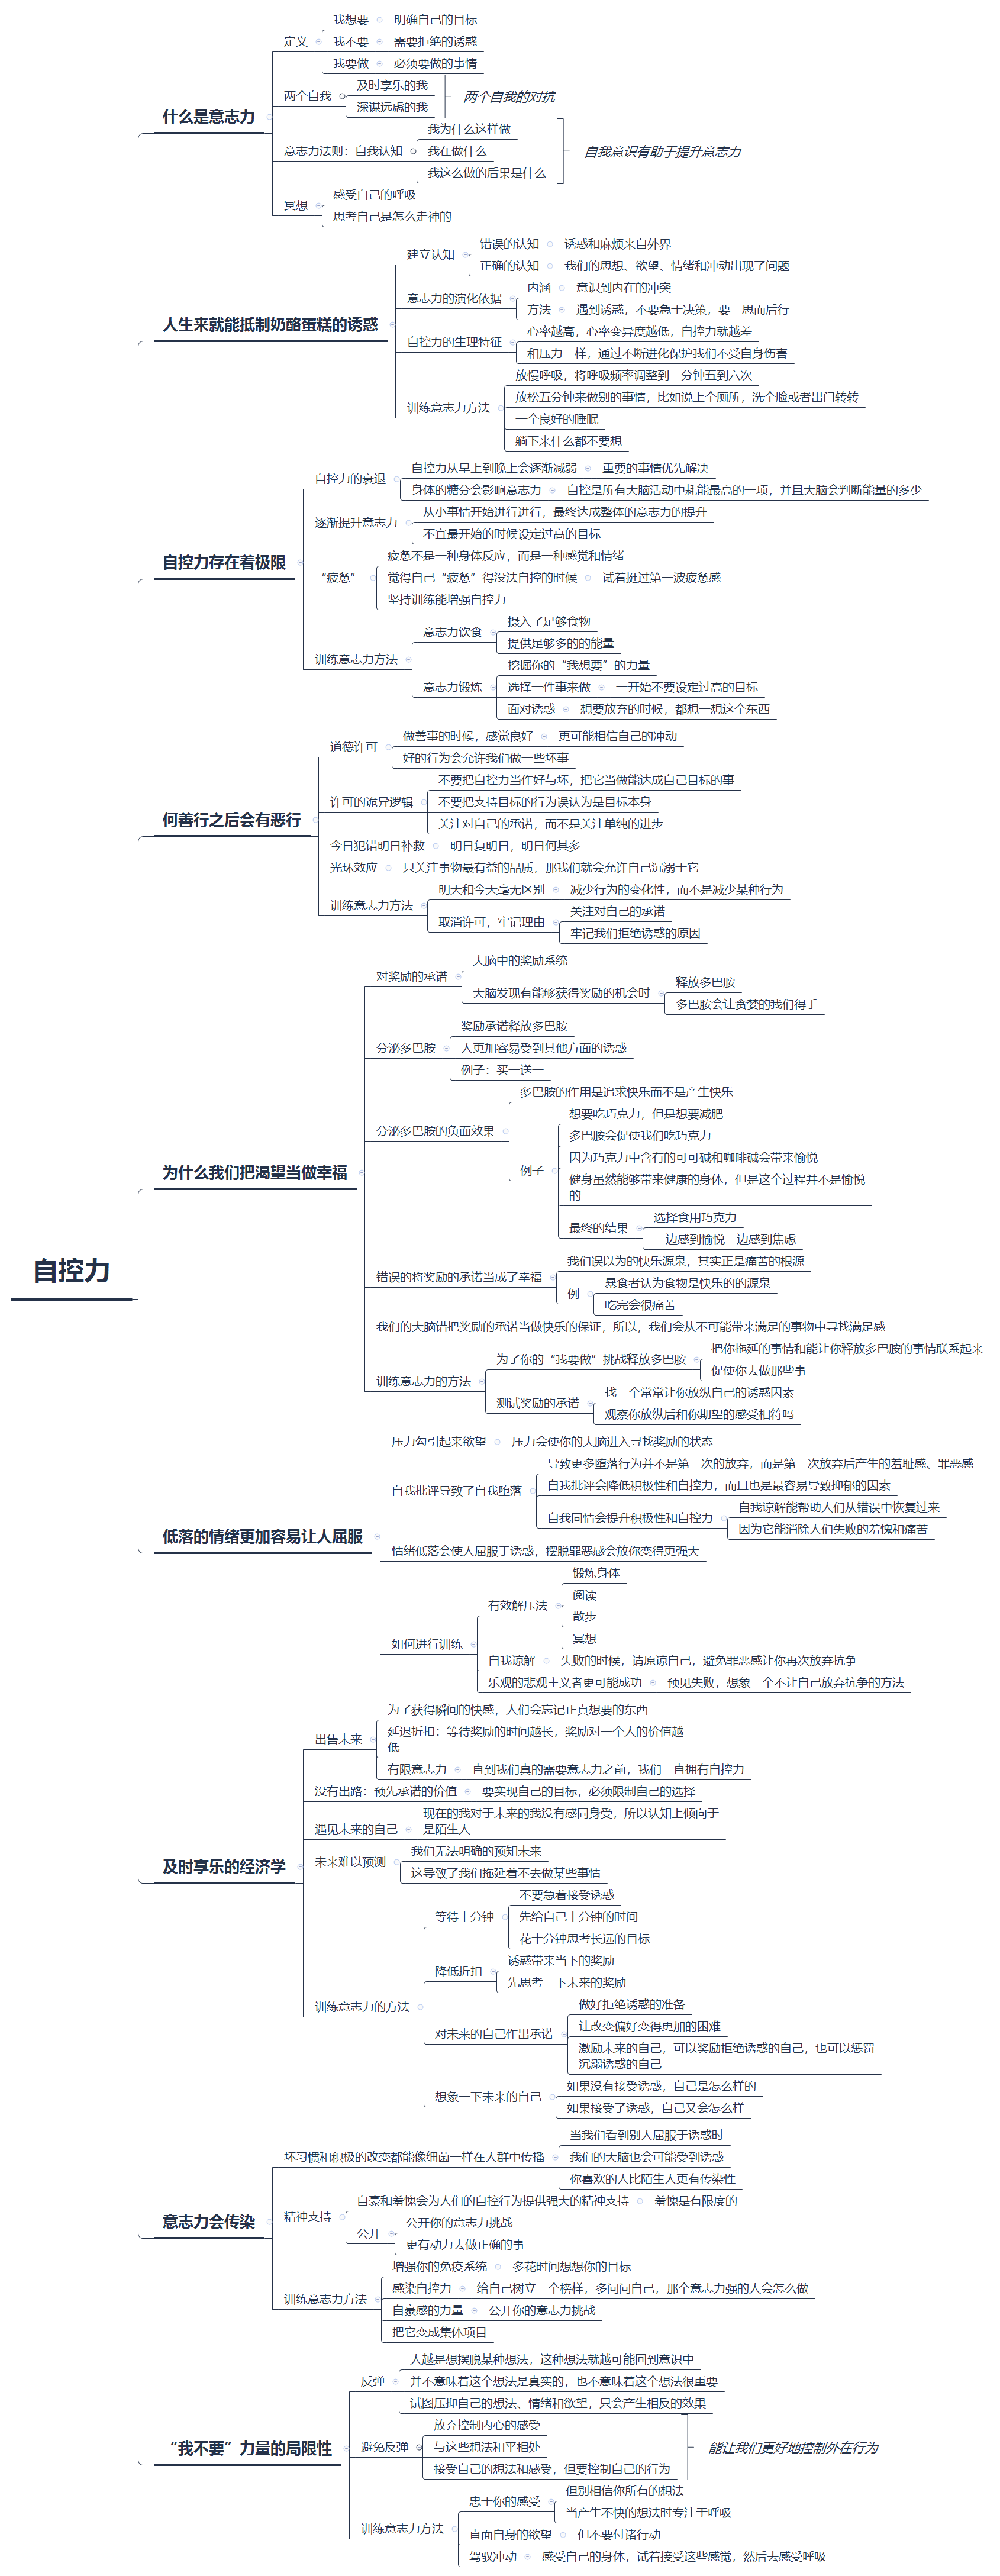 自控力
什么是意志力
定义
我想要
明确自己的目标
我不要
需要拒绝的诱惑
我要做
必须要做的事情
两个自我
及时享乐的我
深谋远虑的我
两个自我的对抗
意志力法则：自我认知
我为什么这样做
我在做什么
我这么做的后果是什么
自我意识有助于提升意志力
冥想
感受自己的呼吸
思考自己是怎么走神的
人生来就能抵制奶酪蛋糕的诱惑
建立认知
错误的认知
诱惑和麻烦来自外界
正确的认知
我们的思想、欲望、情绪和冲动出现了问题
意志力的演化依据
内涵
意识到内在的冲突
方法
遇到诱惑，不要急于决策，要三思而后行
自控力的生理特征
心率越高，心率变异度越低，自控力就越差
和压力一样，通过不断进化保护我们不受自身伤害
训练意志力方法
放慢呼吸，将呼吸频率调整到一分钟五到六次
放松五分钟来做别的事情，比如说上个厕所，洗个脸或者出门转转
一个良好的睡眠
躺下来什么都不要想
自控力存在着极限
自控力的衰退
自控力从早上到晚上会逐渐减弱
重要的事情优先解决
身体的糖分会影响意志力
自控是所有大脑活动中耗能最高的一项，并且大脑会判断能量的多少
逐渐提升意志力
从小事情开始进行进行，最终达成整体的意志力的提升
不宜最开始的时候设定过高的目标
“疲惫”
疲惫不是一种身体反应，而是一种感觉和情绪
觉得自己“疲惫”得没法自控的时候
试着挺过第一波疲惫感
坚持训练能增强自控力
训练意志力方法
意志力饮食
摄入了足够食物
提供足够多的的能量
意志力锻炼
挖掘你的“我想要”的力量
选择一件事来做
一开始不要设定过高的目标
面对诱惑
想要放弃的时候，都想一想这个东西
何善行之后会有恶行
道德许可
做善事的时候，感觉良好
更可能相信自己的冲动
好的行为会允许我们做一些坏事
许可的诡异逻辑
不要把自控力当作好与坏，把它当做能达成自己目标的事
不要把支持目标的行为误认为是目标本身
关注对自己的承诺，而不是关注单纯的进步
今日犯错明日补救
明日复明日，明日何其多
光环效应
只关注事物最有益的品质，那我们就会允许自己沉溺于它
训练意志力方法
明天和今天毫无区别
减少行为的变化性，而不是减少某种行为
取消许可，牢记理由
关注对自己的承诺
牢记我们拒绝诱惑的原因
为什么我们把渴望当做幸福
对奖励的承诺
大脑中的奖励系统
大脑发现有能够获得奖励的机会时
释放多巴胺
多巴胺会让贪婪的我们得手
分泌多巴胺
奖励承诺释放多巴胺
人更加容易受到其他方面的诱惑
例子：买一送一
分泌多巴胺的负面效果
多巴胺的作用是追求快乐而不是产生快乐
例子
想要吃巧克力，但是想要减肥
多巴胺会促使我们吃巧克力
因为巧克力中含有的可可碱和咖啡碱会带来愉悦
健身虽然能够带来健康的身体，但是这个过程并不是愉悦
的
最终的结果
选择食用巧克力
一边感到愉悦一边感到焦虑
错误的将奖励的承诺当成了幸福
我们误以为的快乐源泉，其实正是痛苦的根源
例
暴食者认为食物是快乐的的源泉
吃完会很痛苦
我们的大脑错把奖励的承诺当做快乐的保证，所以，我们会从不可能带来满足的事物中寻找满足感
训练意志力的方法
为了你的“我要做”挑战释放多巴胺
把你拖延的事情和能让你释放多巴胺的事情联系起来
促使你去做那些事
测试奖励的承诺
找一个常常让你放纵自己的诱惑因素
观察你放纵后和你期望的感受相符吗
低落的情绪更加容易让人屈服
压力勾引起来欲望
压力会使你的大脑进入寻找奖励的状态
自我批评导致了自我堕落
导致更多堕落行为并不是第一次的放弃，而是第一次放弃后产生的羞耻感、罪恶感
自我批评会降低积极性和自控力，而且也是最容易导致抑郁的因素
自我同情会提升积极性和自控力
自我谅解能帮助人们从错误中恢复过来
因为它能消除人们失败的羞愧和痛苦
情绪低落会使人屈服于诱惑，摆脱罪恶感会放你变得更强大
如何进行训练
有效解压法
锻炼身体
阅读
散步
冥想
自我谅解
失败的时候，请原谅自己，避免罪恶感让你再次放弃抗争
乐观的悲观主义者更可能成功
预见失败，想象一个不让自己放弃抗争的方法
及时享乐的经济学
出售未来
为了获得瞬间的快感，人们会忘记正真想要的东西
延迟折扣：等待奖励的时间越长，奖励对一个人的价值越
低
有限意志力
直到我们真的需要意志力之前，我们一直拥有自控力
没有出路：预先承诺的价值
要实现自己的目标，必须限制自己的选择
遇见未来的自己
现在的我对于未来的我没有感同身受，所以认知上倾向于
是陌生人
未来难以预测
我们无法明确的预知未来
这导致了我们拖延着不去做某些事情
训练意志力的方法
等待十分钟
不要急着接受诱惑
先给自己十分钟的时间
花十分钟思考长远的目标
降低折扣
诱惑带来当下的奖励
先思考一下未来的奖励
对未来的自己作出承诺
做好拒绝诱惑的准备
让改变偏好变得更加的困难
激励未来的自己，可以奖励拒绝诱惑的自己，也可以惩罚
沉溺诱惑的自己
想象一下未来的自己
如果没有接受诱惑，自己是怎么样的
如果接受了诱惑，自己又会怎么样
意志力会传染
坏习惯和积极的改变都能像细菌一样在人群中传播
当我们看到别人屈服于诱惑时
我们的大脑也会可能受到诱惑
你喜欢的人比陌生人更有传染性
精神支持
自豪和羞愧会为人们的自控行为提供强大的精神支持
羞愧是有限度的
公开
公开你的意志力挑战
更有动力去做正确的事
训练意志力方法
增强你的免疫系统
多花时间想想你的目标
感染自控力
给自己树立一个榜样，多问问自己，那个意志力强的人会怎么做
自豪感的力量
公开你的意志力挑战
把它变成集体项目
“我不要”力量的局限性
反弹
人越是想摆脱某种想法，这种想法就越可能回到意识中
并不意味着这个想法是真实的，也不意味着这个想法很重要
试图压抑自己的想法、情绪和欲望，只会产生相反的效果
避免反弹
放弃控制内心的感受
与这些想法和平相处
接受自己的想法和感受，但要控制自己的行为
能让我们更好地控制外在行为
训练意志力方法
忠于你的感受
但别相信你所有的想法
当产生不快的想法时专注于呼吸
直面自身的欲望
但不要付诸行动
驾驭冲动
感受自己的身体，试着接受这些感觉，然后去感受呼吸